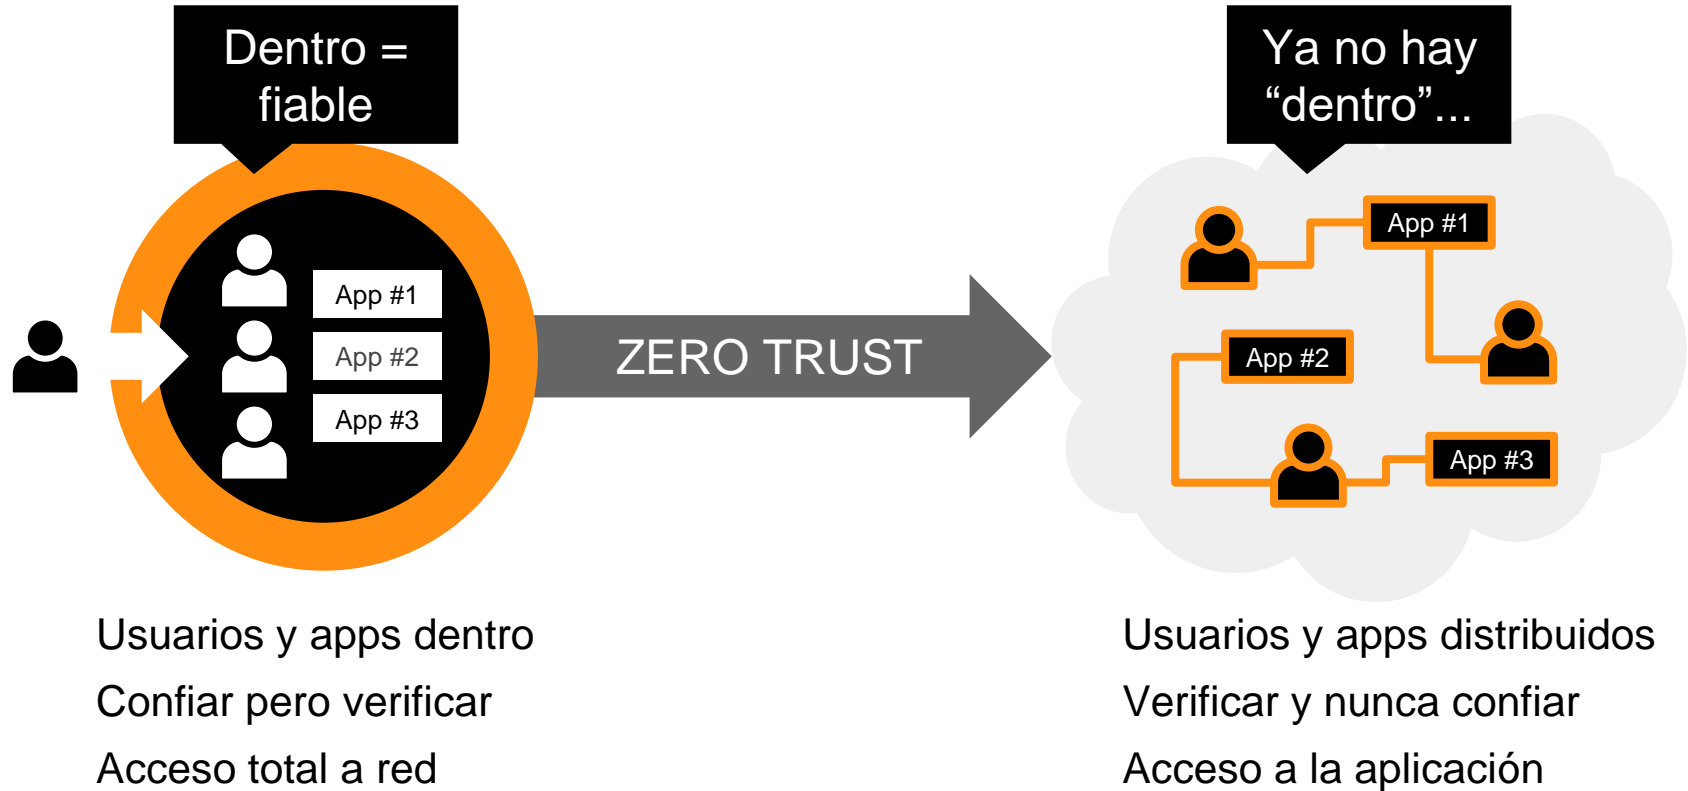 Dentro =
fiable
App #1
App #2
App #3
ZERO TRUST
Ya no hay
“dentro”...
App #1
App #2
App #3
Usuarios y apps dentro
Confiar pero verificar
Acceso total a red
Usuarios y apps distribuidos
Verificar y nunca confiar
Acceso a la aplicación